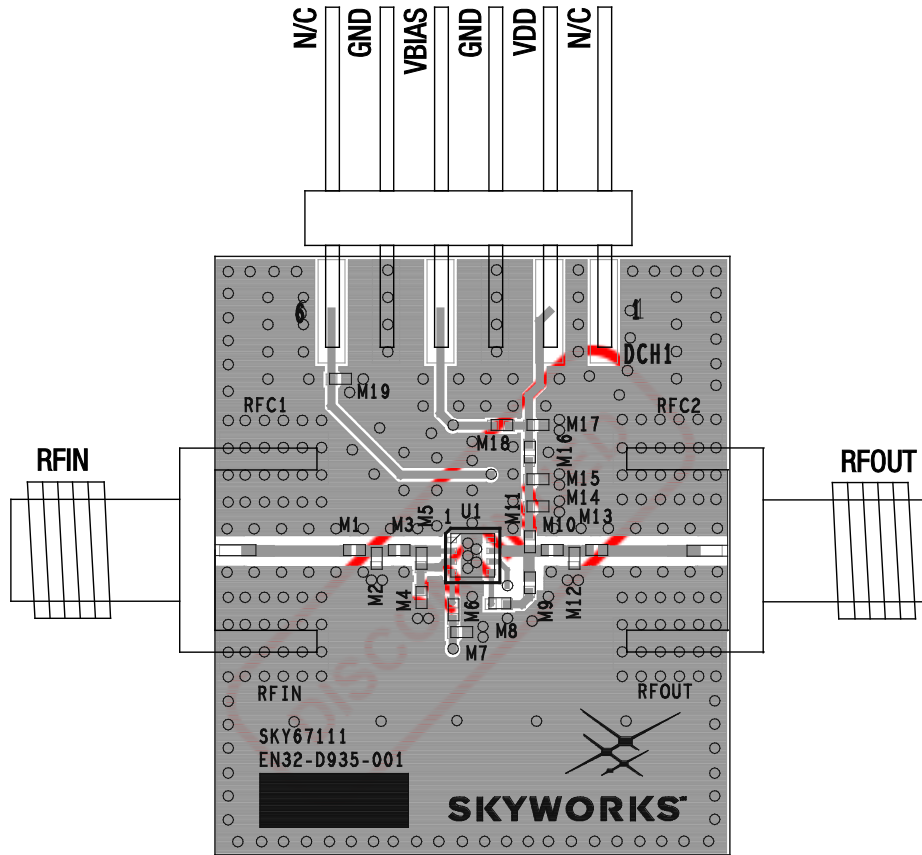 N/C
GND
VBIAS
GND
VDD
N/C
6
1
DCH1
M19
RFC1
RFC2
M18
M17
M16
RFIN
RFOUT
M15
M14
M13
M11
M10
U1
1
M5
M3
M1
M2
M4
M6
M7
M8
M9
M12
RFIN
RFOUT
DISCONTINUED
SKY67111
EN32-D935-001
SKYWORKS